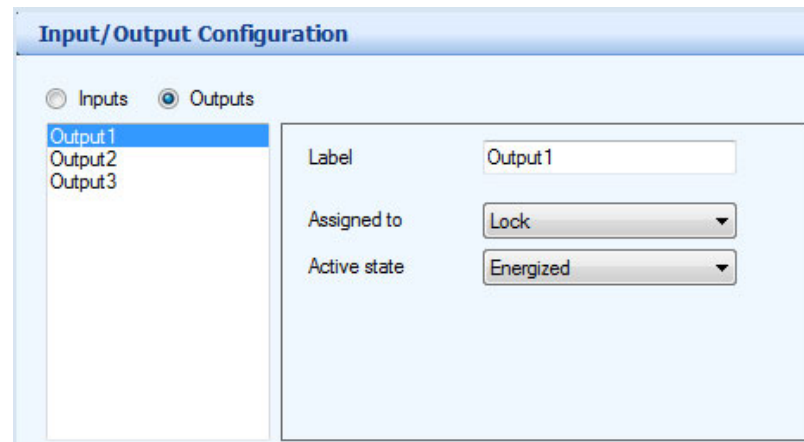 Input/Output Configuration
Inputs Outputs
Output1
Output2
Output3
Label Output1
Assigned to Lock
Active state Energized